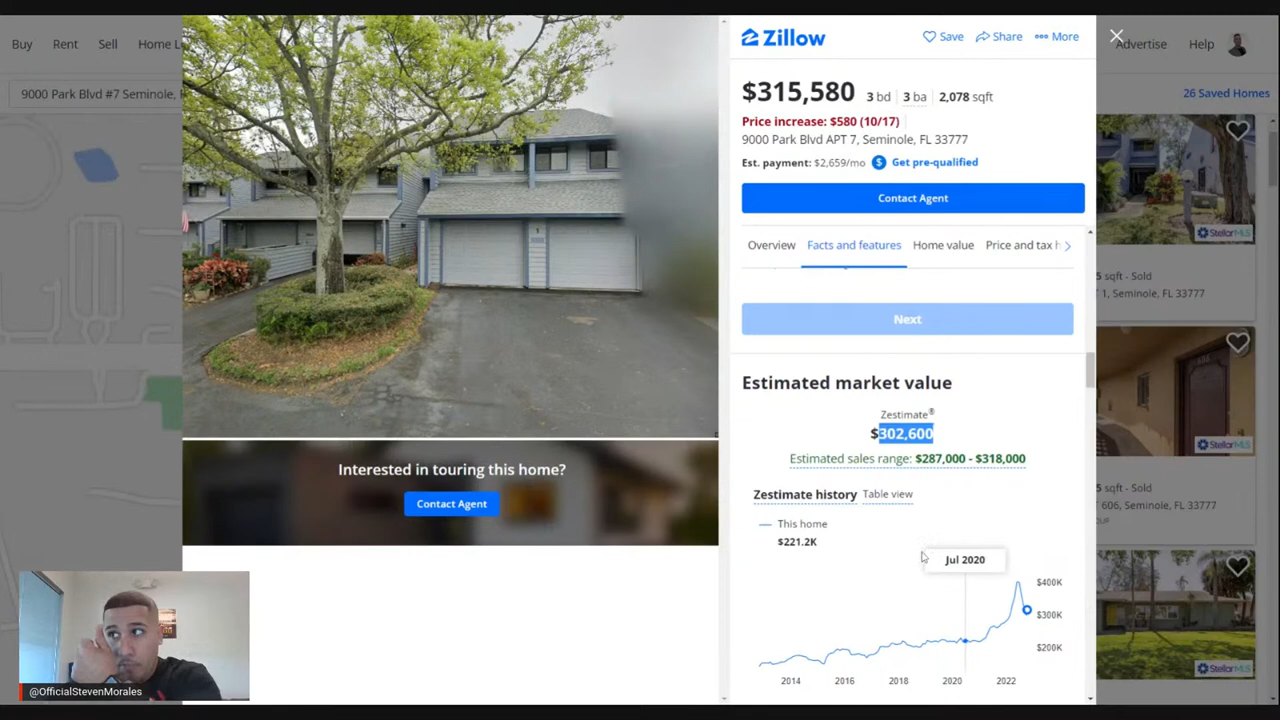 Buy
Rent
Sell
Home L
Advertise
Help
9000 Park Blvd #7 Seminole,
26 Saved Homes
Zillow
Save
Share
More
$315,580
3 bd
3 ba
2,078 sqft
Price increase: $580 (10/17)
9000 Park Blvd APT 7, Seminole, FL 33777
Est. payment: $2,659/mo
$ Get pre-qualified
Contact Agent
Overview
Facts and features
Home value
Price and tax h
Next
Estimated market value
Zestimate®
$302,600
Estimated sales range: $287,000 - $318,000
Zestimate history
Table view
This home
$221.2K
Jul 2020
$400K
$300K
$200K
2014
2016
2018
2020
2022
Interested in touring this home?
Contact Agent
StellarMLS
5 sqft - Sold
T 1, Seminole, FL 33777
StellarMLS
5 sqft - Sold
T 606, Seminole, FL 33777
StellarMLS
@OfficialStevenMorales